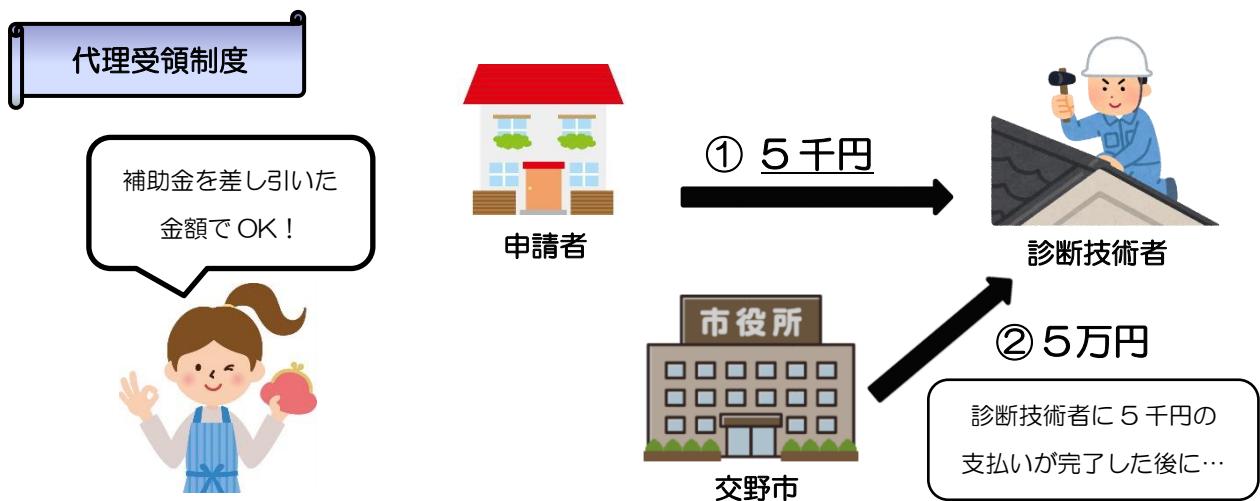 代理受領制度
補助金を差し引いた
金額で OK！
① ５千円
申請者
診断技術者
市役所
② ５万円
交野市
診断技術者に 5 千円の
支払いが完了した後に…